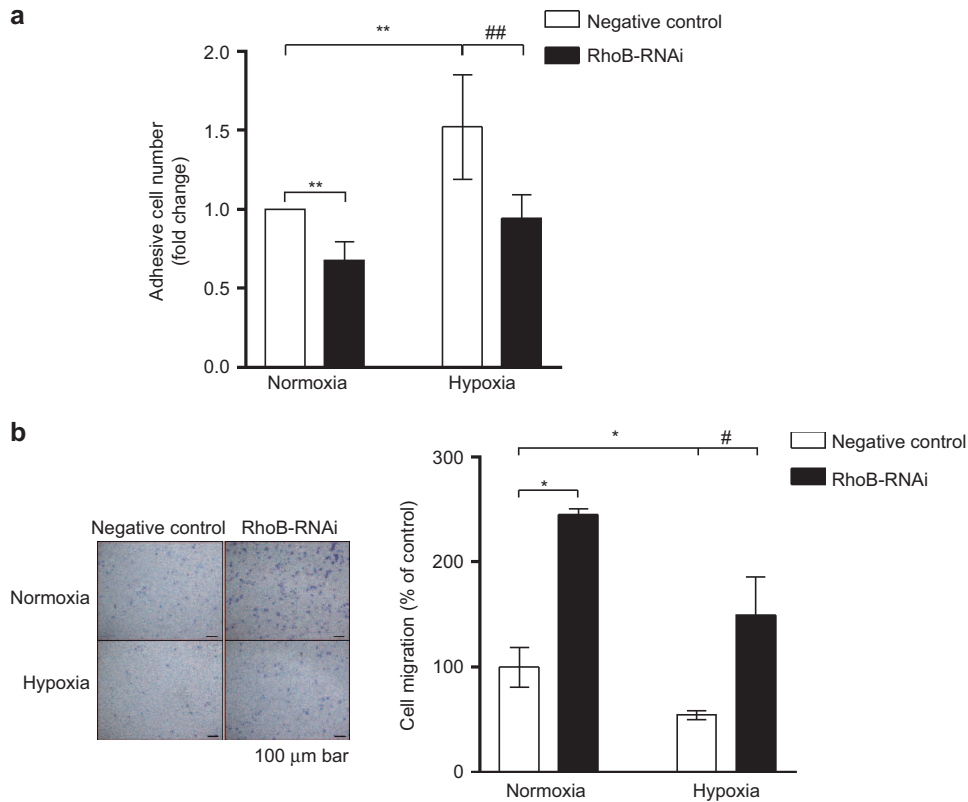 a
** ##
Negative control
RhoB-RNAi
Adhesive cell number
(fold change)
2.0
1.5
1.0
0.5
0.0
**
Normoxia Hypoxia
b
Negative control RhoB-RNAi
Normoxia
Hypoxia
100 μm bar
* #
Negative control
RhoB-RNAi
Cell migration (% of control)
300
200
100
0
*
Normoxia Hypoxia